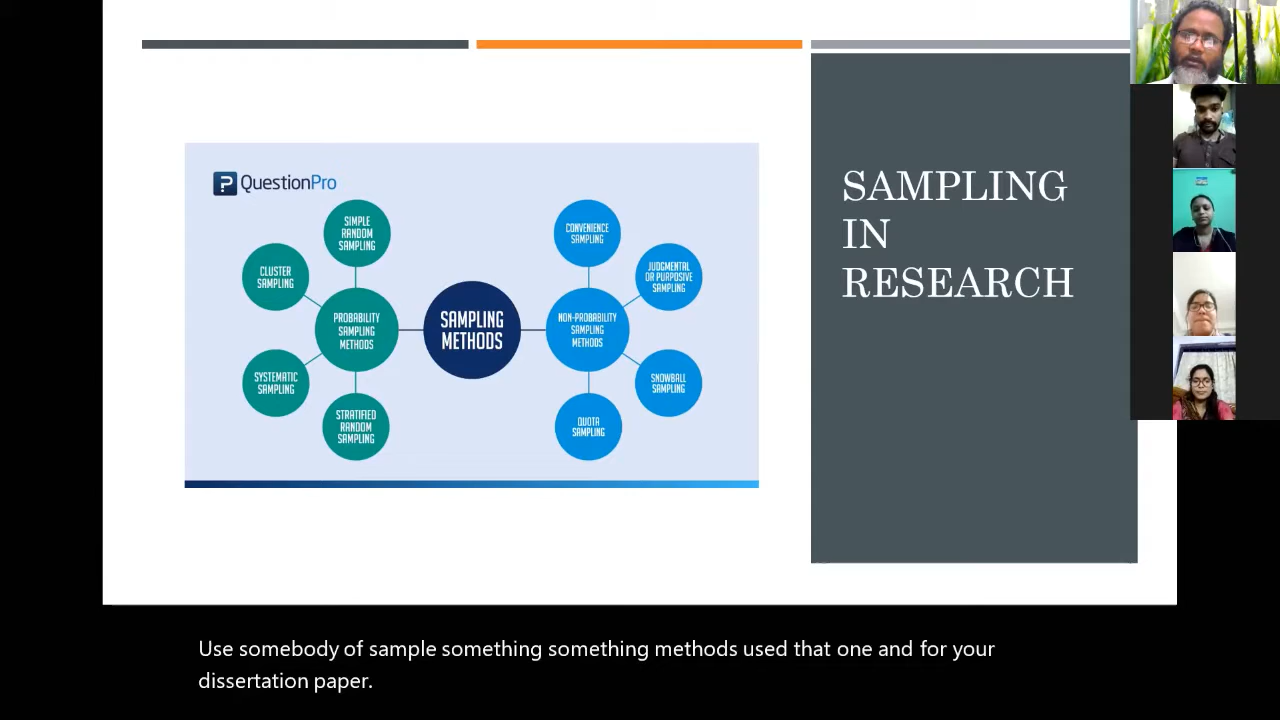 QuestionPro
SIMPLE
RANDOM
SAMPLING
CLUSTER
SAMPLING
PROBABILITY
SAMPLING
METHODS
SYSTEMATIC
SAMPLING
STRATIFIED
RANDOM
SAMPLING
SAMPLING
METHODS
CONVENIENCE
SAMPLING
JUDGMENTAL
OR PURPOSIVE
SAMPLING
NON-PROBABILITY
SAMPLING
METHODS
SNOWBALL
SAMPLING
QUOTA
SAMPLING
SAMPLING
IN
RESEARCH
Use somebody of sample something something methods used that one and for your
dissertation paper.